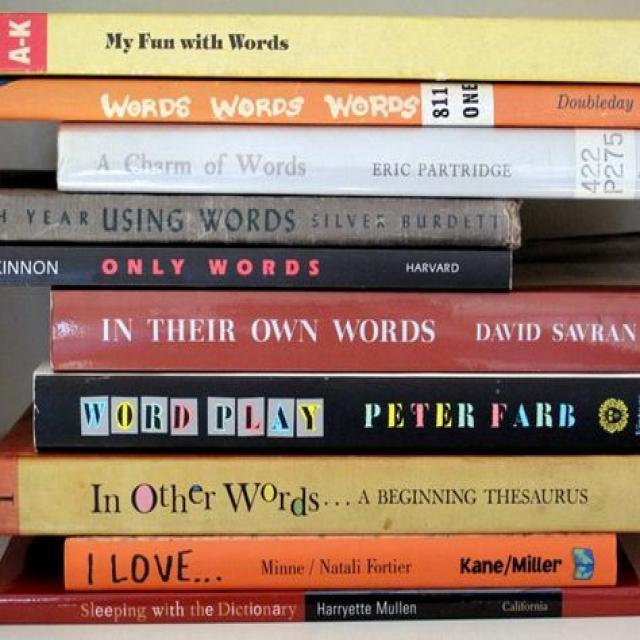 A-K My Fun with Words
WORDS WORDS WORDS 811 ONE Doubleday
A Charm of Words ERIC PARTRIDGE 422 P275
H YEAR USING WORDS SILVER BURDETT
KINNON ONLY WORDS HARVARD
IN THEIR OWN WORDS DAVID SAVRAN
WORD PLAY PETER FARB
In Other Words... A BEGINNING THESAURUS
I LOVE... Minne / Natali Fortier Kane/Miller
Sleeping with the Dictionary Harryette Mullen California